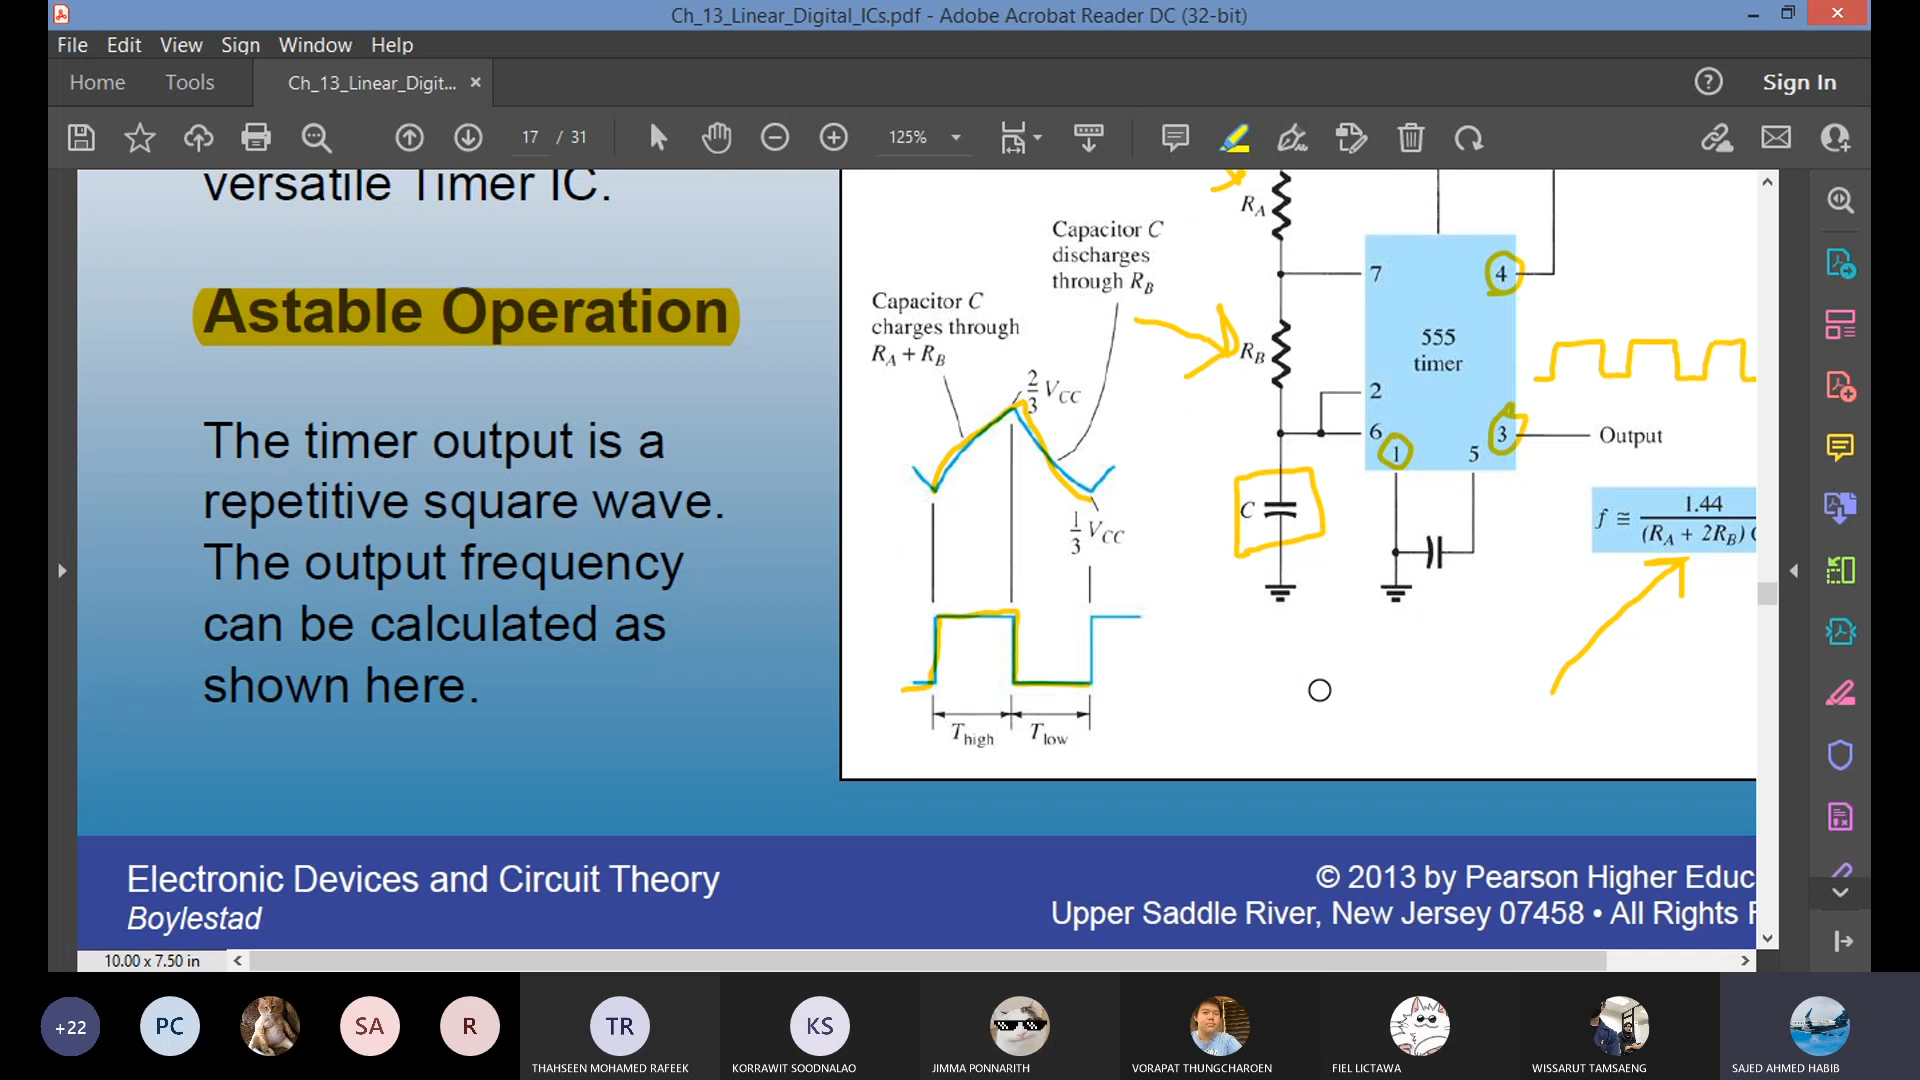 Ch_13_Linear_Digital_ICs.pdf - Adobe Acrobat Reader DC (32-bit)
File Edit View Sign Window Help
Home Tools Ch_13_Linear_Digit... × Sign In
17 / 31 125%
versatile Timer IC.
Astable Operation
The timer output is a
repetitive square wave.
The output frequency
can be calculated as
shown here.
Capacitor C
charges through
R_A + R_B
Capacitor C
discharges
through R_B
2/3 V_CC
1/3 V_CC
T_high T_low
R_A
R_B
C
7 4
555
timer
2
6 1 5 3
Output
f ≅ 1.44 / (R_A + 2R_B)
Electronic Devices and Circuit Theory
Boylestad
© 2013 by Pearson Higher Educ
Upper Saddle River, New Jersey 07458 • All Rights
10.00 x 7.50 in
+22 PC SA R TR KS
THAHSEEN MOHAMED RAFEEK
KORRAWIT SOODNALAO
JIMMA PONNARITH
VORAPAT THUNGCHAROEN
FIEL LICTAWA
WISSARUT TAMSAENG
SAJED AHMED HABIB